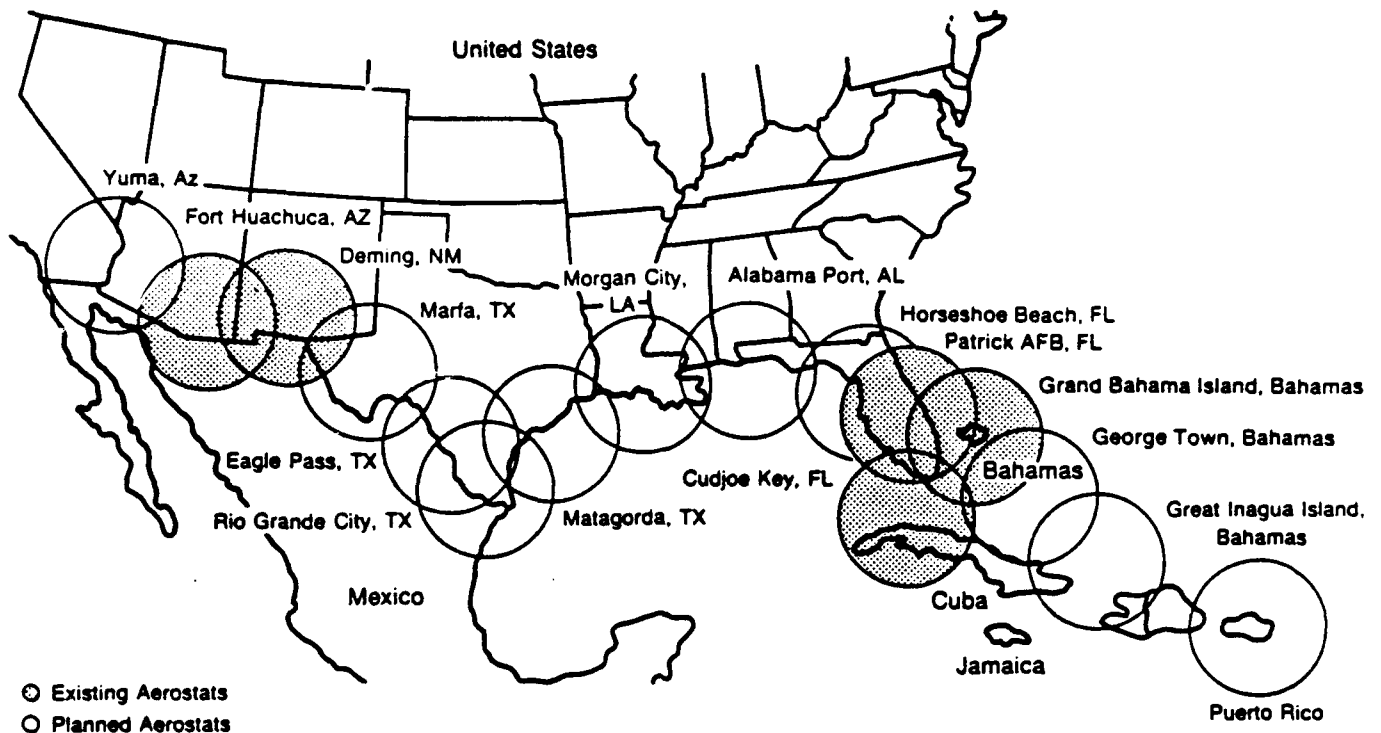 United States
Yuma, Az
Fort Huachuca, AZ
Deming, NM
Morgan City,
LA
Alabama Port, AL
Marfa, TX
Horseshoe Beach, FL
Patrick AFB, FL
Grand Bahama Island, Bahamas
George Town, Bahamas
Eagle Pass, TX
Cudjoe Key, FL
Bahamas
Rio Grande City, TX
Matagorda, TX
Great Inagua Island,
Bahamas
Mexico
Cuba
Jamaica
Existing Aerostats
Planned Aerostats
Puerto Rico